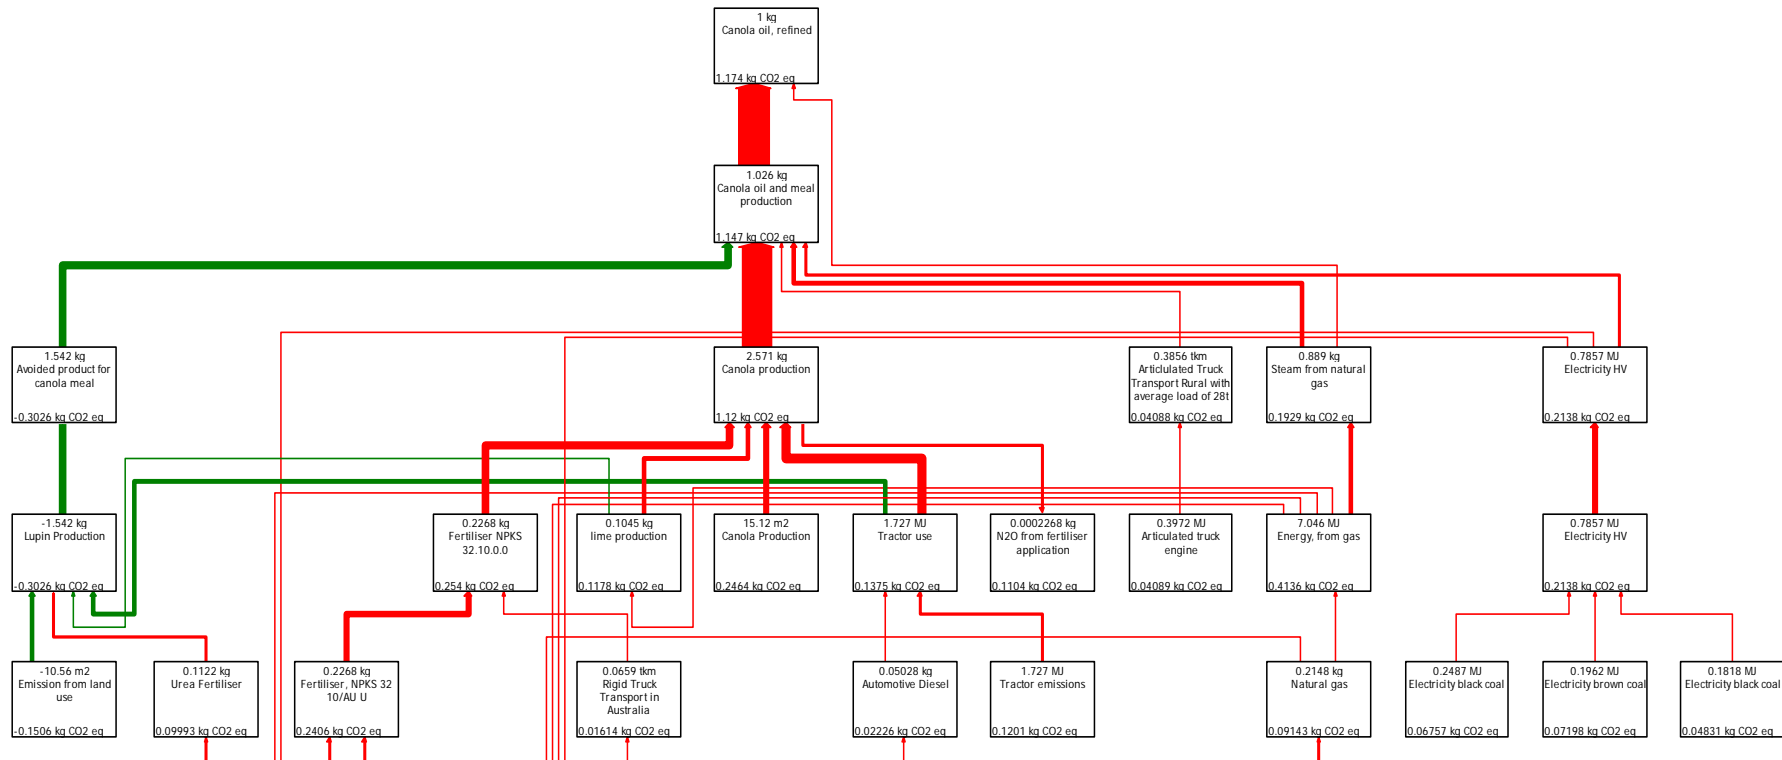 1 kg
Canola oil, refined
1.174 kg CO2 eq
1.026 kg
Canola oil and meal
production
1.147 kg CO2 eq
1.542 kg
Avoided product for
canola meal
-0.3026 kg CO2 eq
2.571 kg
Canola production
1.12 kg CO2 eq
0.3856 tkm
Articlulated Truck
Transport Rural with
average load of 28t
0.04088 kg CO2 eq
0.889 kg
Steam from natural
gas
0.1929 kg CO2 eq
0.7857 MJ
Electricity HV
0.2138 kg CO2 eq
-1.542 kg
Lupin Production
-0.3026 kg CO2 eq
0.2268 kg
Fertiliser NPKS
32.10.0.0
0.254 kg CO2 eq
0.1045 kg
lime production
0.1178 kg CO2 eq
15.12 m2
Canola Production
0.2464 kg CO2 eq
1.727 MJ
Tractor use
0.1375 kg CO2 eq
0.0002268 kg
N2O from fertiliser
application
0.1104 kg CO2 eq
0.3972 MJ
Articulated truck
engine
0.04089 kg CO2 eq
7.046 MJ
Energy, from gas
0.4136 kg CO2 eq
0.7857 MJ
Electricity HV
0.2138 kg CO2 eq
-10.56 m2
Emission from land
use
-0.1506 kg CO2 eq
0.1122 kg
Urea Fertiliser
0.09993 kg CO2 eq
0.2268 kg
Fertiliser, NPKS 32
10/AU U
0.2406 kg CO2 eq
0.0659 tkm
Rigid Truck
Transport in
Australia
0.01614 kg CO2 eq
0.05028 kg
Automotive Diesel
0.02226 kg CO2 eq
1.727 MJ
Tractor emissions
0.1201 kg CO2 eq
0.2148 kg
Natural gas
0.09143 kg CO2 eq
0.2487 MJ
Electricity black coal
0.06757 kg CO2 eq
0.1962 MJ
Electricity brown coal
0.07198 kg CO2 eq
0.1818 MJ
Electricity black coal
0.04831 kg CO2 eq